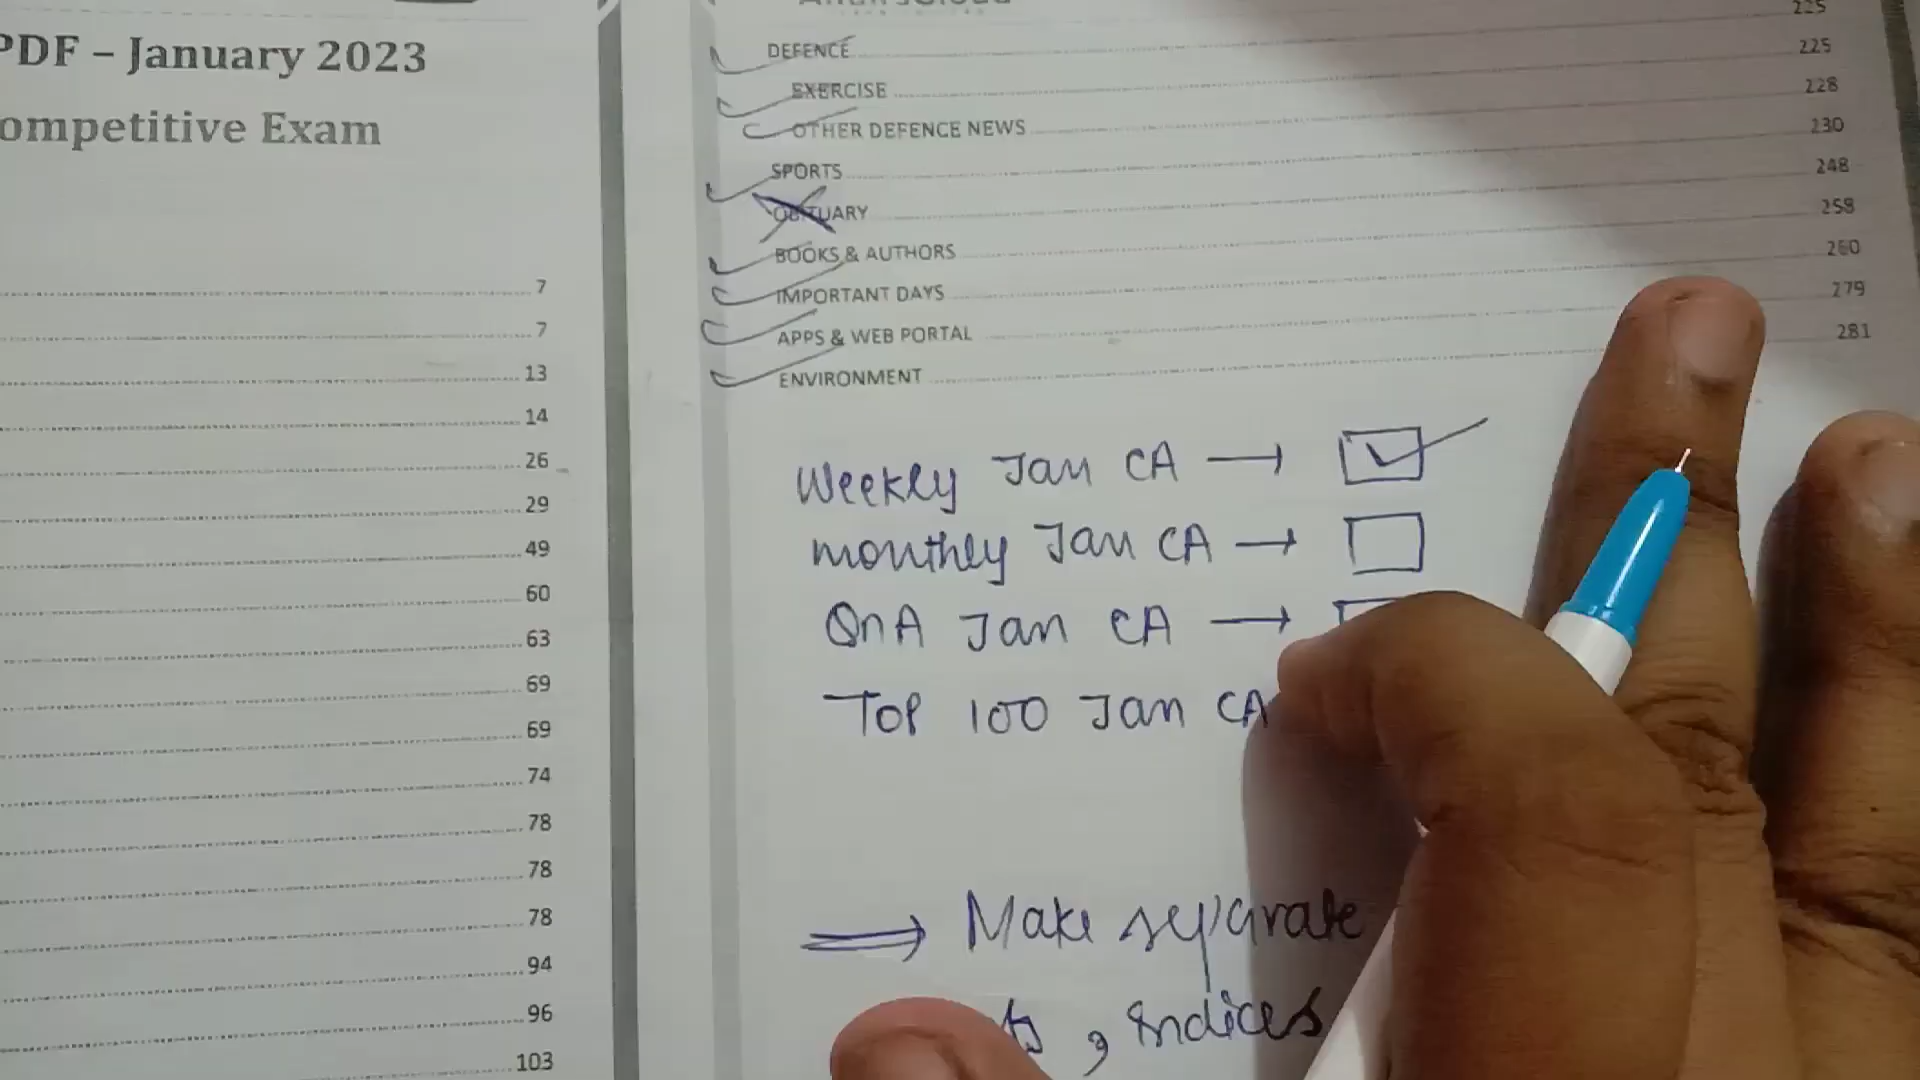 PDF – January 2023
ompetitive Exam
7
7
13
14
26
29
49
60
63
69
69
74
78
78
78
94
96
103
225
DEFENCE 225
EXERCISE 228
OTHER DEFENCE NEWS 230
SPORTS 248
OBITUARY 258
BOOKS & AUTHORS 260
IMPORTANT DAYS 279
APPS & WEB PORTAL 281
ENVIRONMENT
Weekly Jan CA →
monthly Jan CA →
QnA Jan CA →
TOP 100 Jan CA
⇒ Make separate
, indices